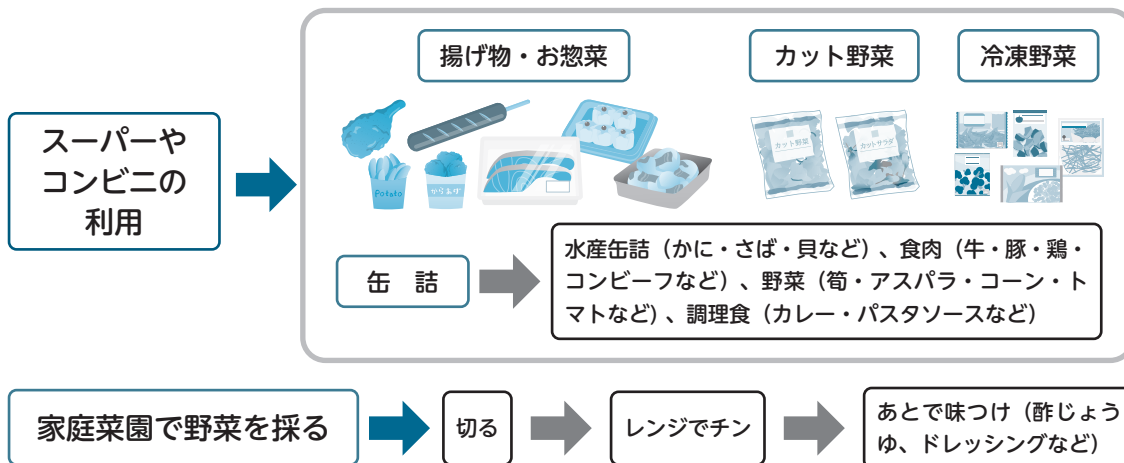 揚げ物・お惣菜
カット野菜
冷凍野菜
スーパーや
コンビニの
利用
カット野菜
カットサラダ
Potato
からあげ
缶　詰
水産缶詰（かに・さば・貝など）、食肉（牛・豚・鶏・
コンビーフなど）、野菜（筍・アスパラ・コーン・ト
マトなど)、調理食（カレー・パスタソースなど）
家庭菜園で野菜を採る
切る
レンジでチン
あとで味つけ（酢じょう
ゆ、ドレッシングなど）